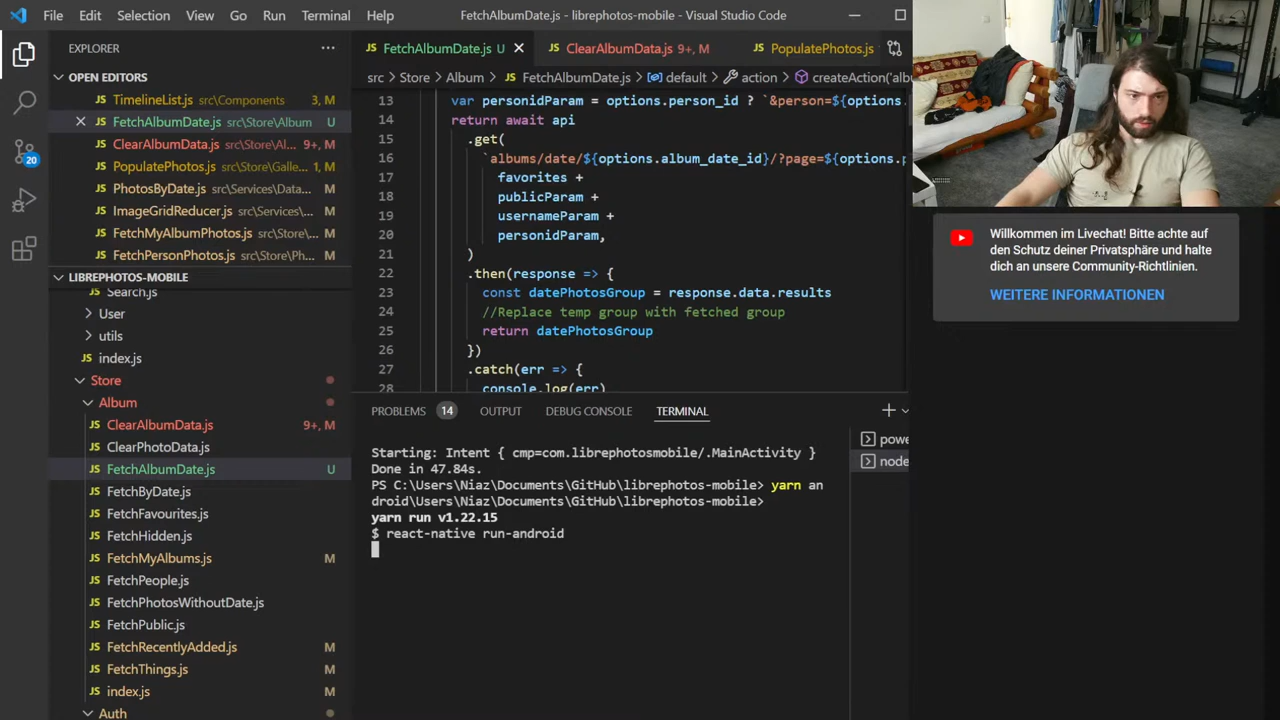 File Edit Selection View Go Run Terminal Help
FetchAlbumDate.js - librephotos-mobile - Visual Studio Code
EXPLORER
OPEN EDITORS
TimelineList.js src\Components 3, M
FetchAlbumDate.js src\Store\Album U
ClearAlbumData.js src\Store\Al... 9+, M
PopulatePhotos.js src\Store\Galle... 1, M
PhotosByDate.js src\Services\Data... M
ImageGridReducer.js src\Services\... M
FetchMyAlbumPhotos.js src\Store\... M
FetchPersonPhotos.js src\Store\Ph... M
LIBREPHOTOS-MOBILE
Search.js
User
utils
index.js
Store
Album
ClearAlbumData.js 9+, M
ClearPhotoData.js
FetchAlbumDate.js U
FetchByDate.js
FetchFavourites.js
FetchHidden.js
FetchMyAlbums.js M
FetchPeople.js
FetchPhotosWithoutDate.js
FetchPublic.js
FetchRecentlyAdded.js M
FetchThings.js M
index.js M
Auth
20
FetchAlbumDate.js U
ClearAlbumData.js 9+, M
PopulatePhotos.js
src > Store > Album > JS FetchAlbumDate.js > default > action > createAction('albu
13 var personidParam = options.person_id ? `&person=${options.
14 return await api
15 .get(
16 `albums/date/${options.album_date_id}/?page=${options.p
17 favorites +
18 publicParam +
19 usernameParam +
20 personidParam,
21 )
22 .then(response => {
23 const datePhotosGroup = response.data.results
24 //Replace temp group with fetched group
25 return datePhotosGroup
26 })
27 .catch(err => {
28 console.log(err)
PROBLEMS 14 OUTPUT DEBUG CONSOLE TERMINAL
Starting: Intent { cmp=com.librephotosmobile/.MainActivity }
Done in 47.84s.
PS C:\Users\Niaz\Documents\GitHub\librephotos-mobile> yarn an
droid\Users\Niaz\Documents\GitHub\librephotos-mobile>
yarn run v1.22.15
$ react-native run-android
powe
node
Willkommen im Livechat! Bitte achte auf
den Schutz deiner Privatsphäre und halte
dich an unsere Community-Richtlinien.
WEITERE INFORMATIONEN